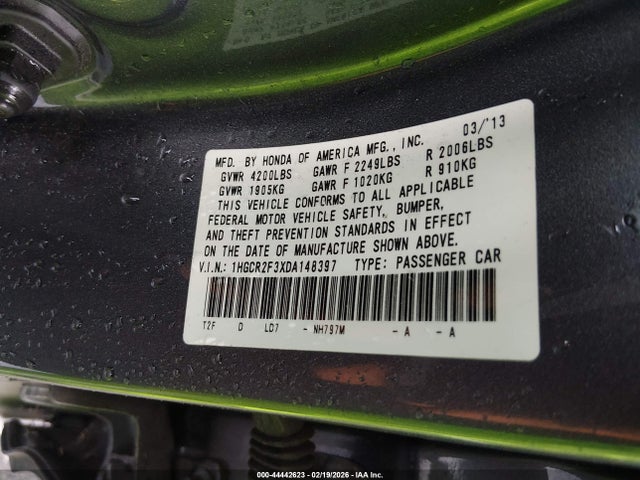 MFD. BY HONDA OF AMERICA MFG., INC. 03/'13
GVWR 4200LBS GAWR F 2249LBS R 2006LBS
GVWR 1905KG GAWR F 1020KG R 910KG
THIS VEHICLE CONFORMS TO ALL APPLICABLE
FEDERAL MOTOR VEHICLE SAFETY, BUMPER,
AND THEFT PREVENTION STANDARDS IN EFFECT
ON THE DATE OF MANUFACTURE SHOWN ABOVE.
V.I.N.: 1HGCR2F3XDA148397 TYPE: PASSENGER CAR
T2F D LD7 - NH797M - A - A
000-44442623 - 02/19/2026 - IAA Inc.